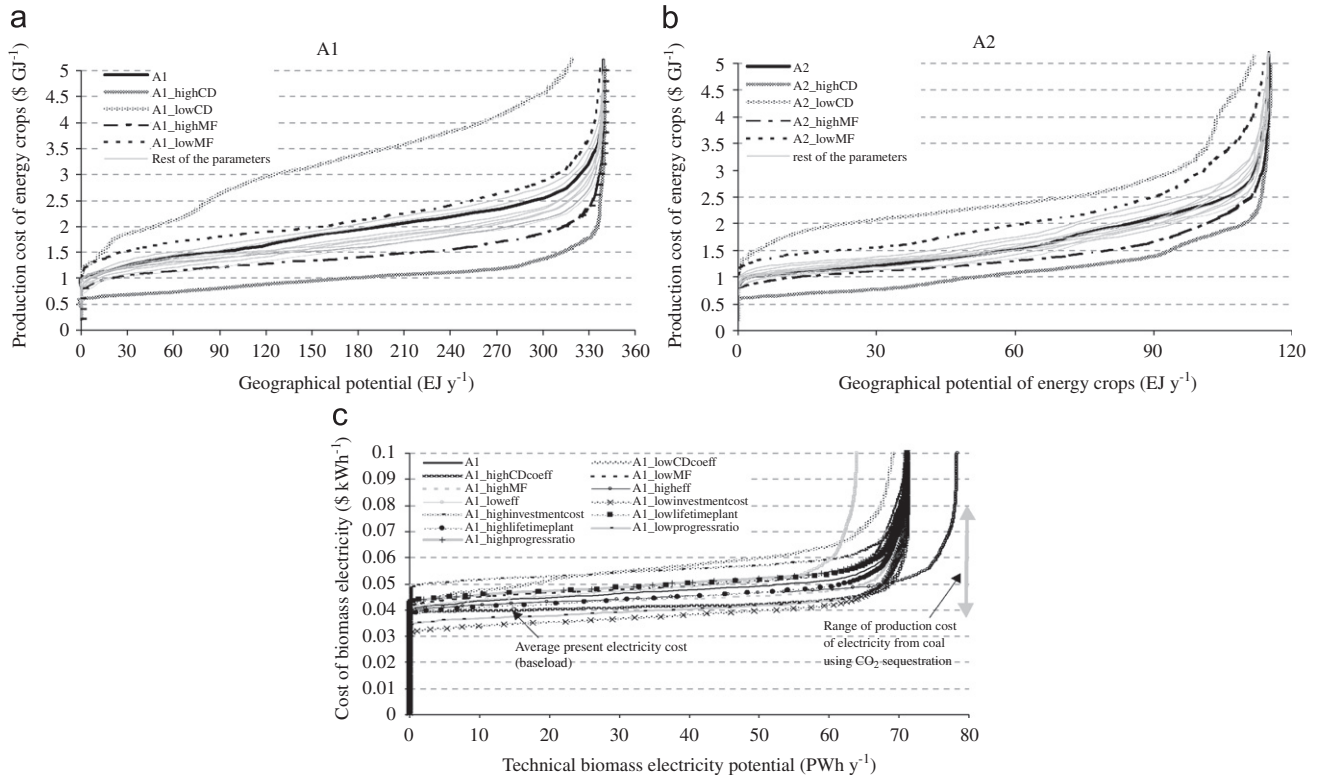 a
A1
Production cost of energy crops ($ GJ-1)
5
4.5
4
3.5
3
2.5
2
1.5
1
0.5
0
A1
A1_highCD
A1_lowCD
A1_highMF
A1_lowMF
Rest of the parameters
0 30 60 90 120 150 180 210 240 270 300 330 360
Geographical potential (EJ y-1)
b
A2
Production cost of energy crops ($ GJ-1)
5
4.5
4
3.5
3
2.5
2
1.5
1
0.5
0
A2
A2_highCD
A2_lowCD
A2_highMF
A2_lowMF
rest of the parameters
0 30 60 90 120
Geographical potential of energy crops (EJ y-1)
c
Cost of biomass electricity ($ kWh-1)
0.1
0.09
0.08
0.07
0.06
0.05
0.04
0.03
0.02
0.01
0
A1 A1_lowCDcoeff
A1_highCDcoeff A1_lowMF
A1_highMF A1_higheff
A1_loweff A1_lowinvestmentcost
A1_highinvestmentcost A1_lowlifetimeplant
A1_highlifetimeplant A1_lowprogressratio
A1_highprogressratio
Average present electricity cost
(baseload)
Range of production cost
of electricity from coal
using CO2 sequestration
0 10 20 30 40 50 60 70 80
Technical biomass electricity potential (PWh y-1)